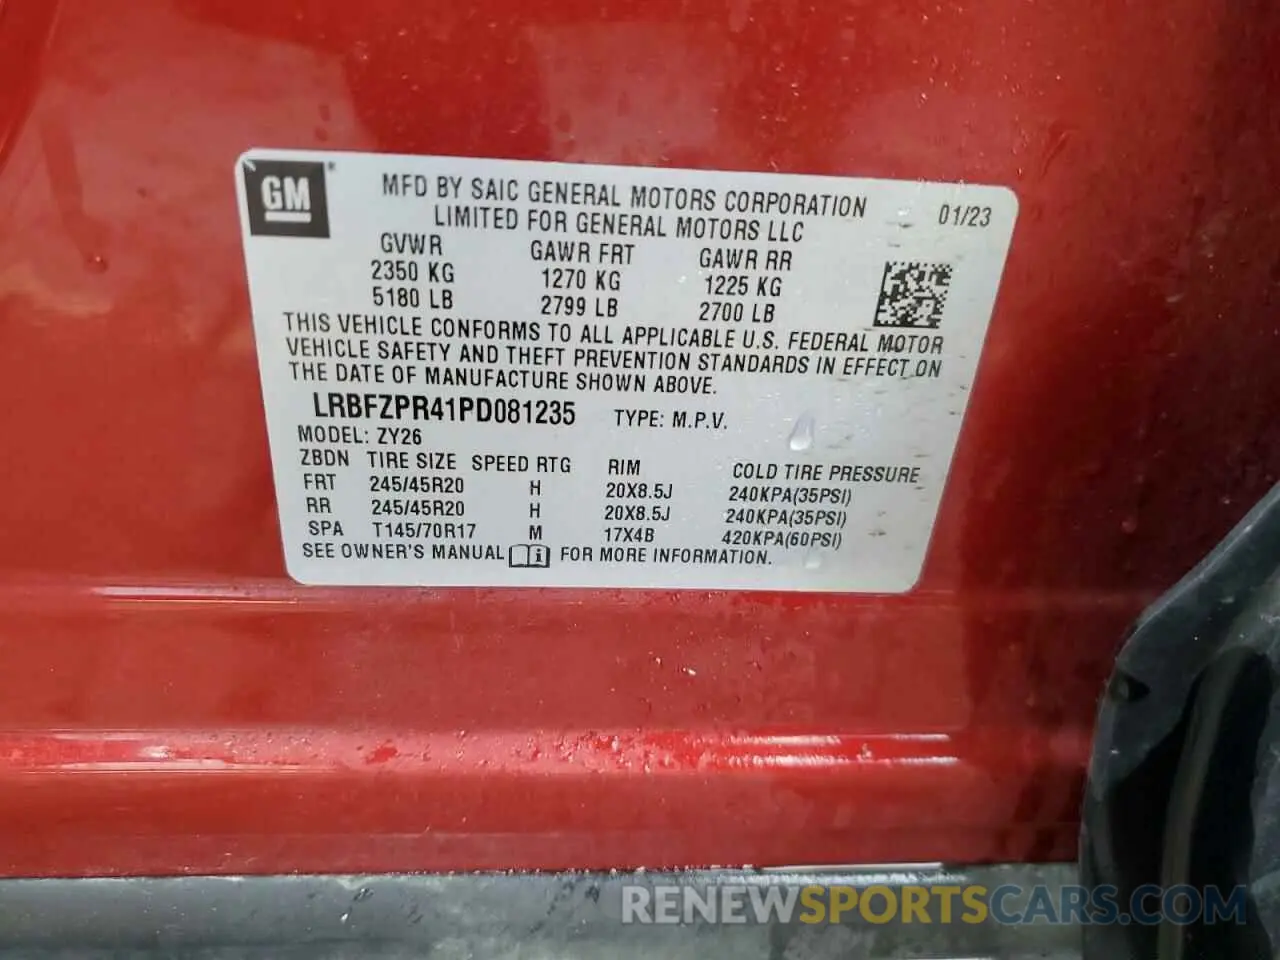 GM
MFD BY SAIC GENERAL MOTORS CORPORATION
LIMITED FOR GENERAL MOTORS LLC
01/23
GVWR GAWR FRT GAWR RR
2350 KG 1270 KG 1225 KG
5180 LB 2799 LB 2700 LB
THIS VEHICLE CONFORMS TO ALL APPLICABLE U.S. FEDERAL MOTOR
VEHICLE SAFETY AND THEFT PREVENTION STANDARDS IN EFFECT ON
THE DATE OF MANUFACTURE SHOWN ABOVE.
LRBFZPR41PD081235 TYPE: M.P.V.
MODEL: ZY26
ZBDN TIRE SIZE SPEED RTG RIM COLD TIRE PRESSURE
FRT 245/45R20 H 20X8.5J 240KPA(35PSI)
RR 245/45R20 H 20X8.5J 240KPA(35PSI)
SPA T145/70R17 M 17X4B 420KPA(60PSI)
SEE OWNER'S MANUAL i FOR MORE INFORMATION.
RENEWSPORTSCARS.COM